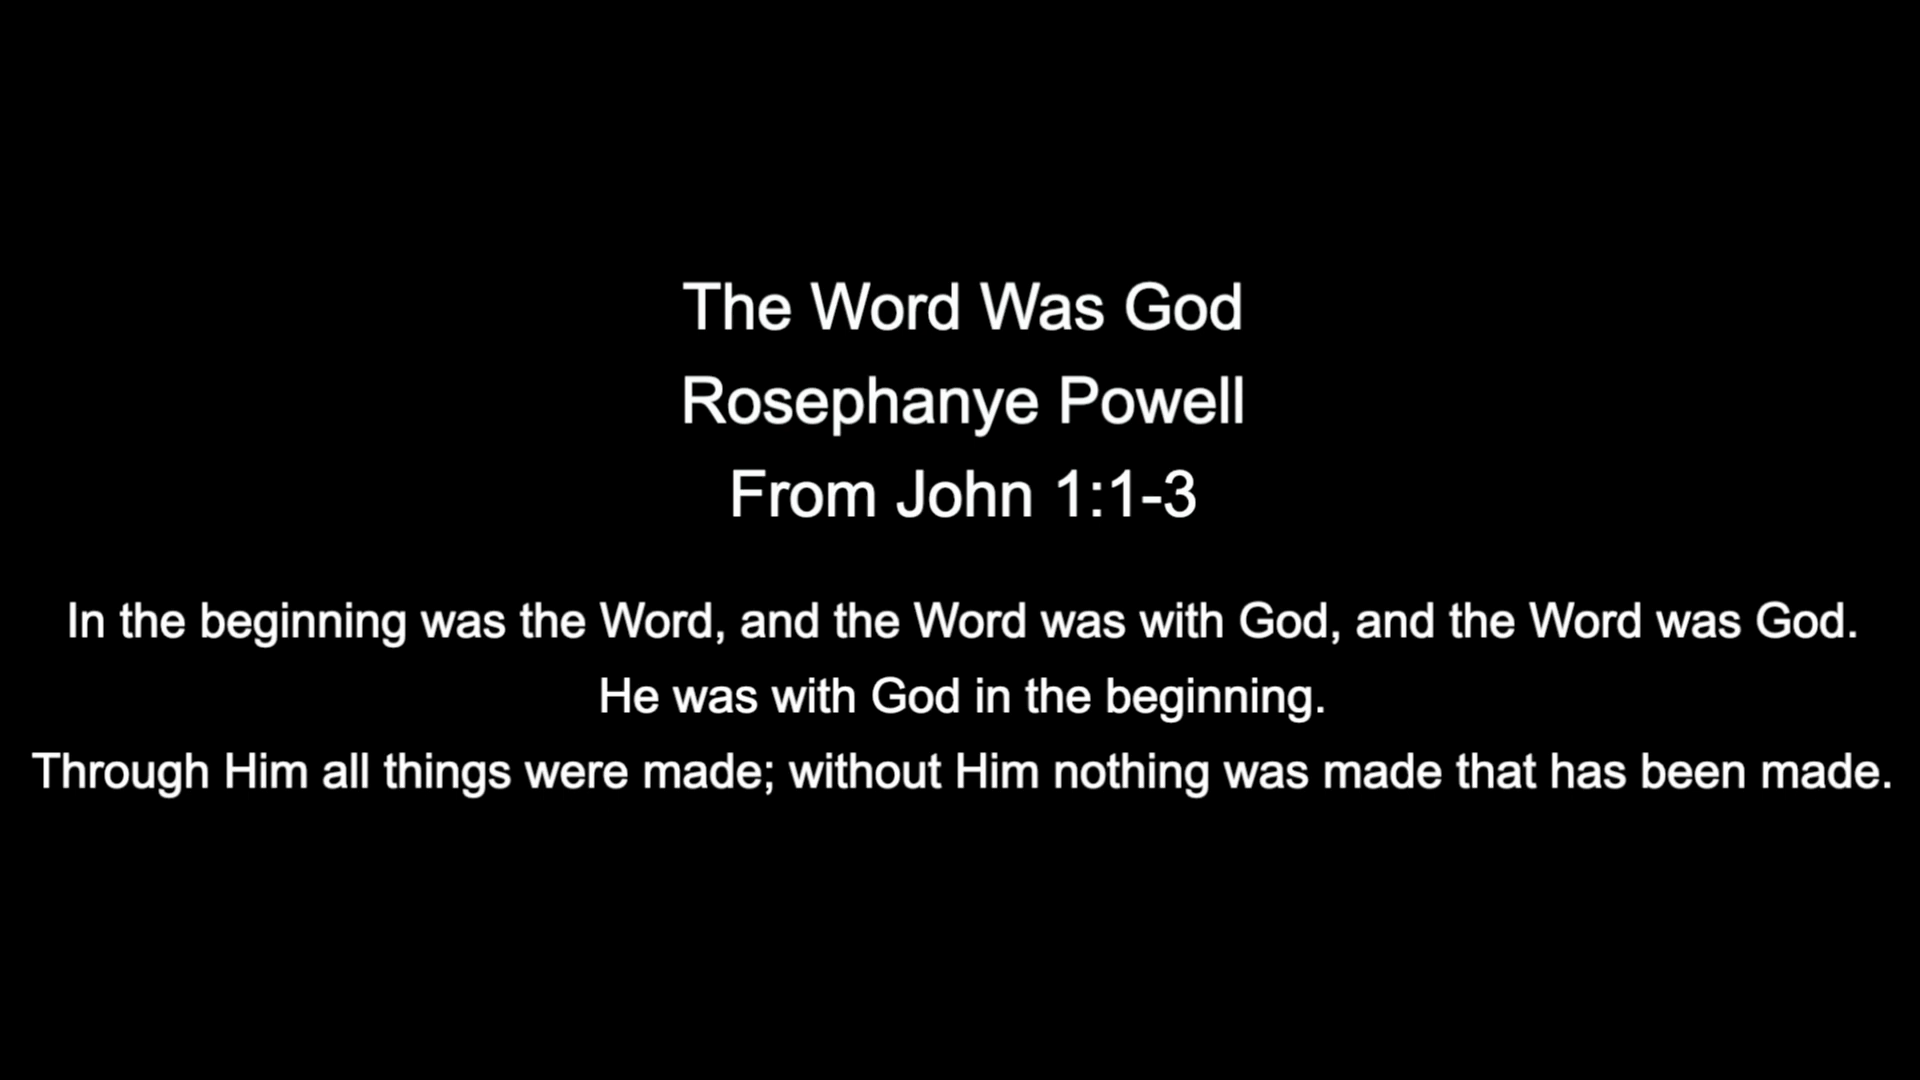 The Word Was God
Rosephanye Powell
From John 1:1-3
In the beginning was the Word, and the Word was with God, and the Word was God.
He was with God in the beginning.
Through Him all things were made; without Him nothing was made that has been made.